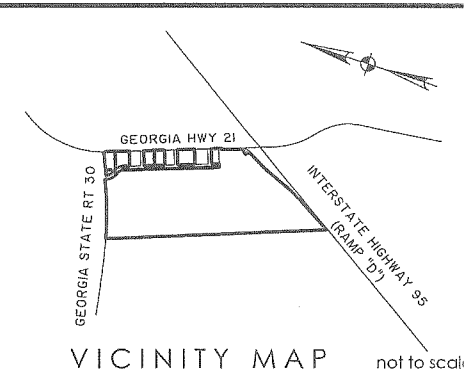 GEORGIA HWY 21
GEORGIA STATE RT 30
INTERSTATE HIGHWAY 95
(RAMP "D")
VICINITY MAP
not to scale